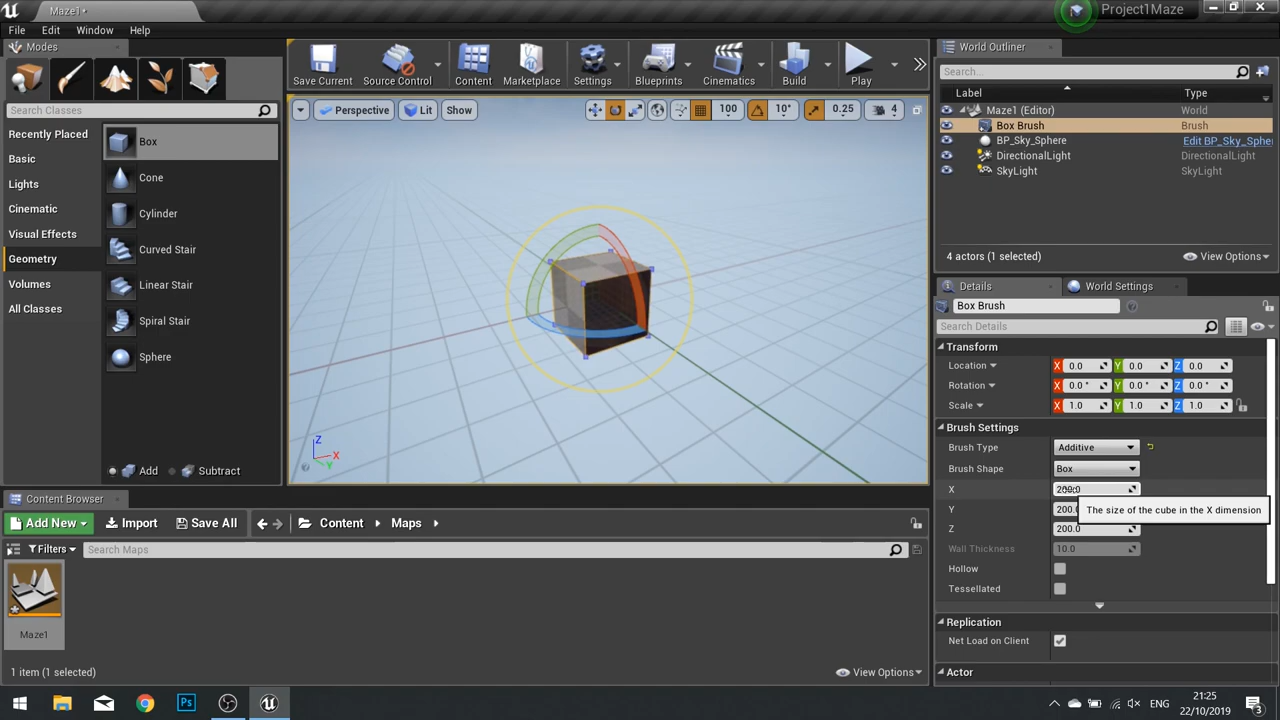 Maze1•
Project1Maze
File Edit Window Help
Modes
Search Classes
Recently Placed
Basic
Lights
Cinematic
Visual Effects
Geometry
Volumes
All Classes
Box
Cone
Cylinder
Curved Stair
Linear Stair
Spiral Stair
Sphere
Add Subtract
Save Current Source Control Content Marketplace Settings Blueprints Cinematics Build Play
Perspective Lit Show 100 10° 0.25 4
Z
X
Y
World Outliner
Search...
Label Type
Maze1 (Editor) World
Box Brush Brush
BP_Sky_Sphere Edit BP_Sky_Spher
DirectionalLight DirectionalLight
SkyLight SkyLight
4 actors (1 selected) View Options
Details World Settings
Box Brush
Search Details
Transform
Location X 0.0 Y 0.0 Z 0.0
Rotation X 0.0 ° Y 0.0 ° Z 0.0 °
Scale X 1.0 Y 1.0 Z 1.0
Brush Settings
Brush Type Additive
Brush Shape Box
X 200.0
Y 200.0
The size of the cube in the X dimension
Z 200.0
Wall Thickness 10.0
Hollow
Tessellated
Replication
Net Load on Client
Actor
Content Browser
Add New Import Save All Content Maps
Filters Search Maps
Maze1
1 item (1 selected) View Options
Ps ENG 21:25
22/10/2019 3